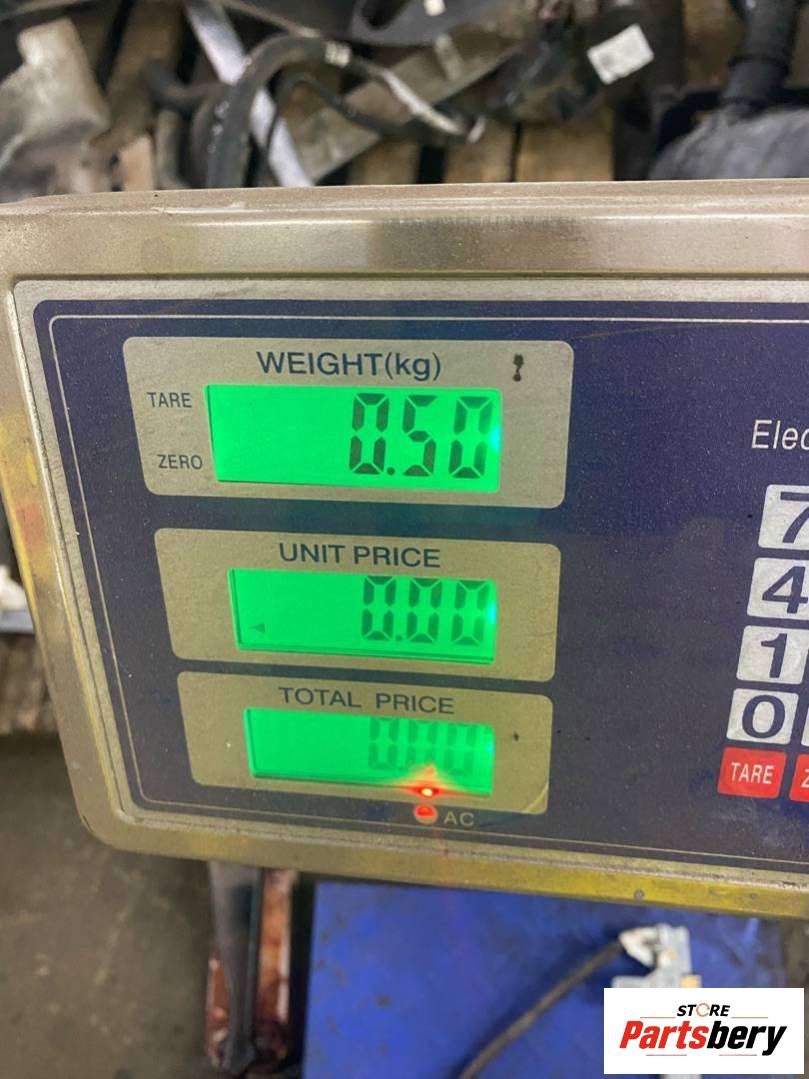 WEIGHT(kg)
TARE
0.50
ZERO
Elec
7
UNIT PRICE
0.00
4
1
TOTAL PRICE
0.00
0
TARE
AC
STORE
Partsbery